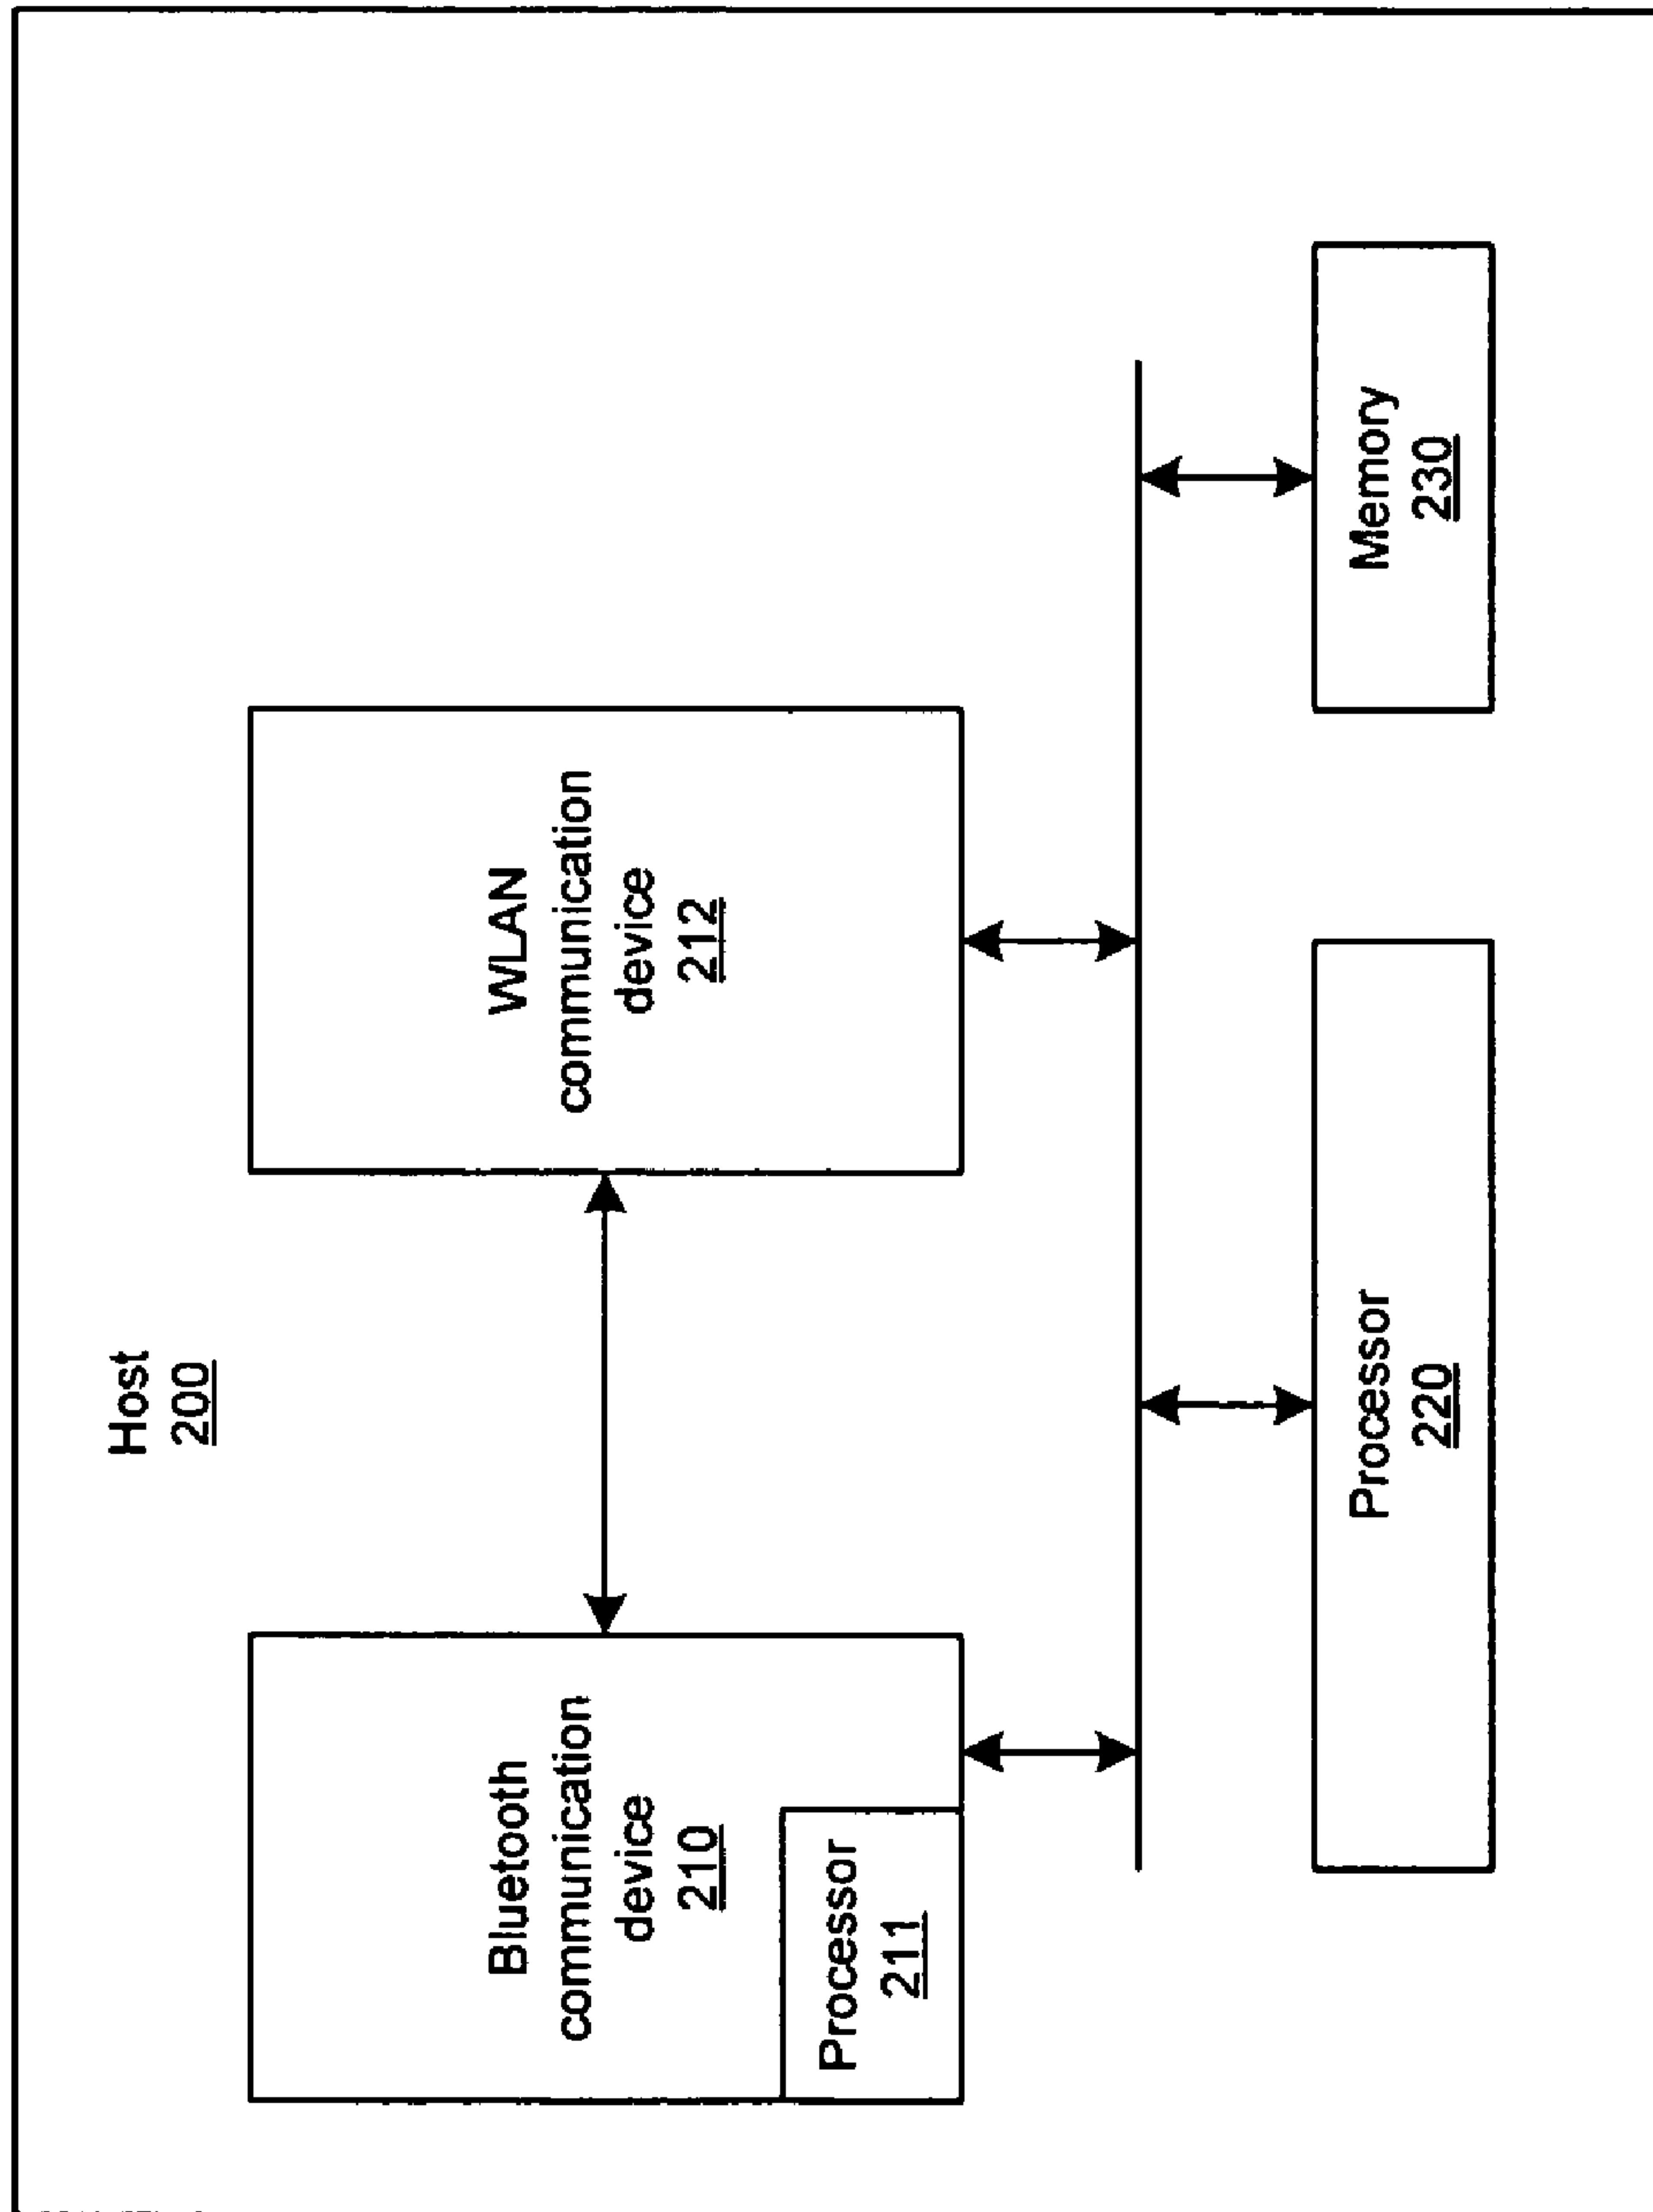 Host
200
Bluetooth
communication
device
210
Processor
211
WLAN
communication
device
212
Processor
220
Memory
230